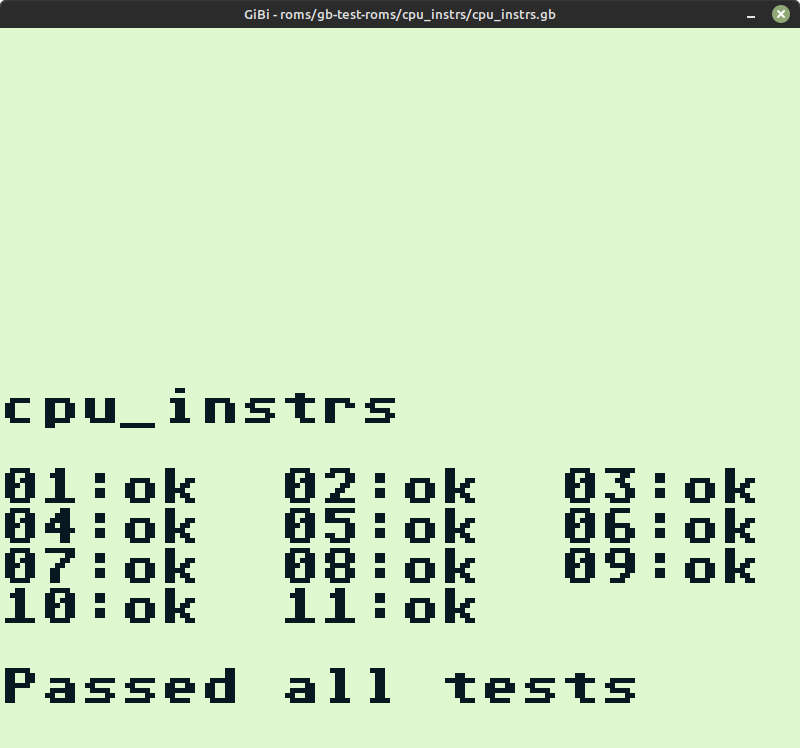 GiBi - roms/gb-test-roms/cpu_instrs/cpu_instrs.gb
cpu_instrs
01:ok  02:ok  03:ok
04:ok  05:ok  06:ok
07:ok  08:ok  09:ok
10:ok  11:ok
Passed all tests